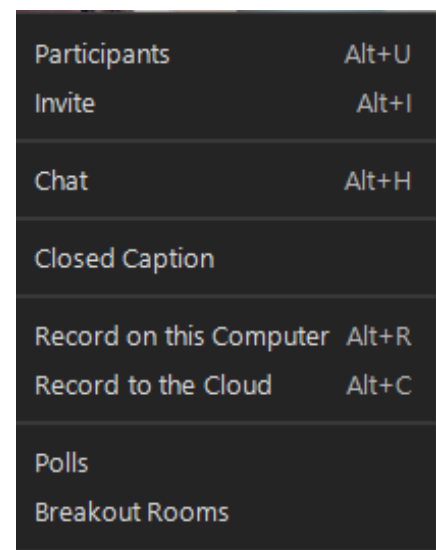 Participants Alt+U
Invite Alt+I
Chat Alt+H
Closed Caption
Record on this Computer Alt+R
Record to the Cloud Alt+C
Polls
Breakout Rooms